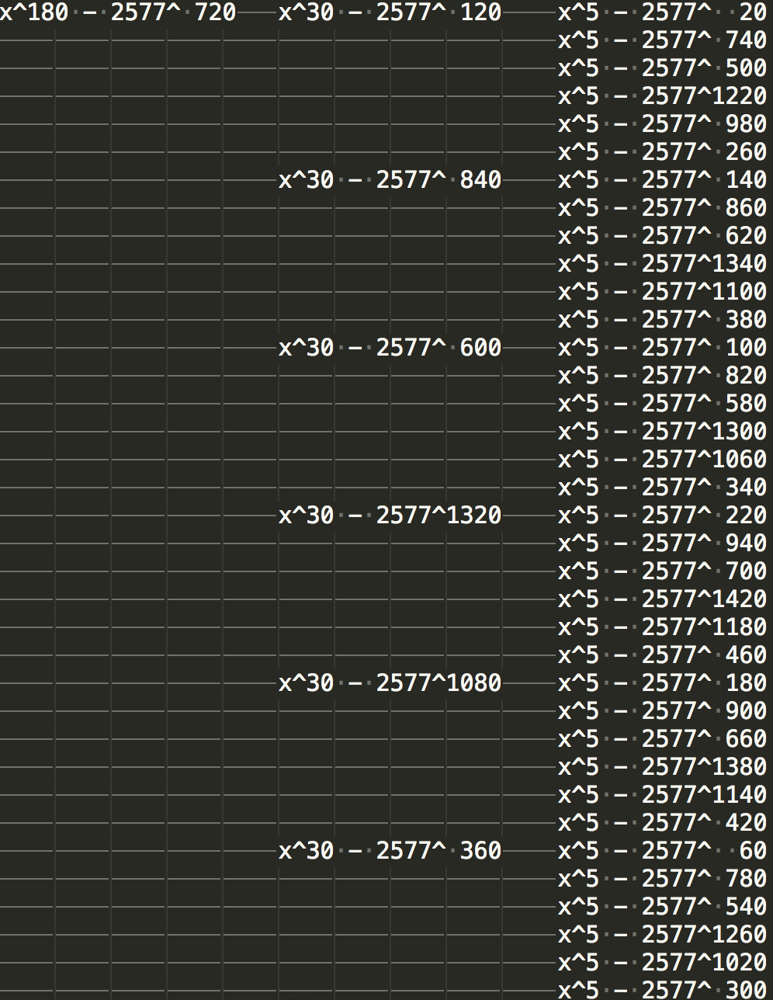 x^180 - 2577^ 720 x^30 - 2577^ 120 x^5 - 2577^  20
x^5 - 2577^ 740
x^5 - 2577^ 500
x^5 - 2577^1220
x^5 - 2577^ 980
x^5 - 2577^ 260
x^30 - 2577^ 840 x^5 - 2577^ 140
x^5 - 2577^ 860
x^5 - 2577^ 620
x^5 - 2577^1340
x^5 - 2577^1100
x^5 - 2577^ 380
x^30 - 2577^ 600 x^5 - 2577^ 100
x^5 - 2577^ 820
x^5 - 2577^ 580
x^5 - 2577^1300
x^5 - 2577^1060
x^5 - 2577^ 340
x^30 - 2577^1320 x^5 - 2577^ 220
x^5 - 2577^ 940
x^5 - 2577^ 700
x^5 - 2577^1420
x^5 - 2577^1180
x^5 - 2577^ 460
x^30 - 2577^1080 x^5 - 2577^ 180
x^5 - 2577^ 900
x^5 - 2577^ 660
x^5 - 2577^1380
x^5 - 2577^1140
x^5 - 2577^ 420
x^30 - 2577^ 360 x^5 - 2577^  60
x^5 - 2577^ 780
x^5 - 2577^ 540
x^5 - 2577^1260
x^5 - 2577^1020
x^5 - 2577^ 300